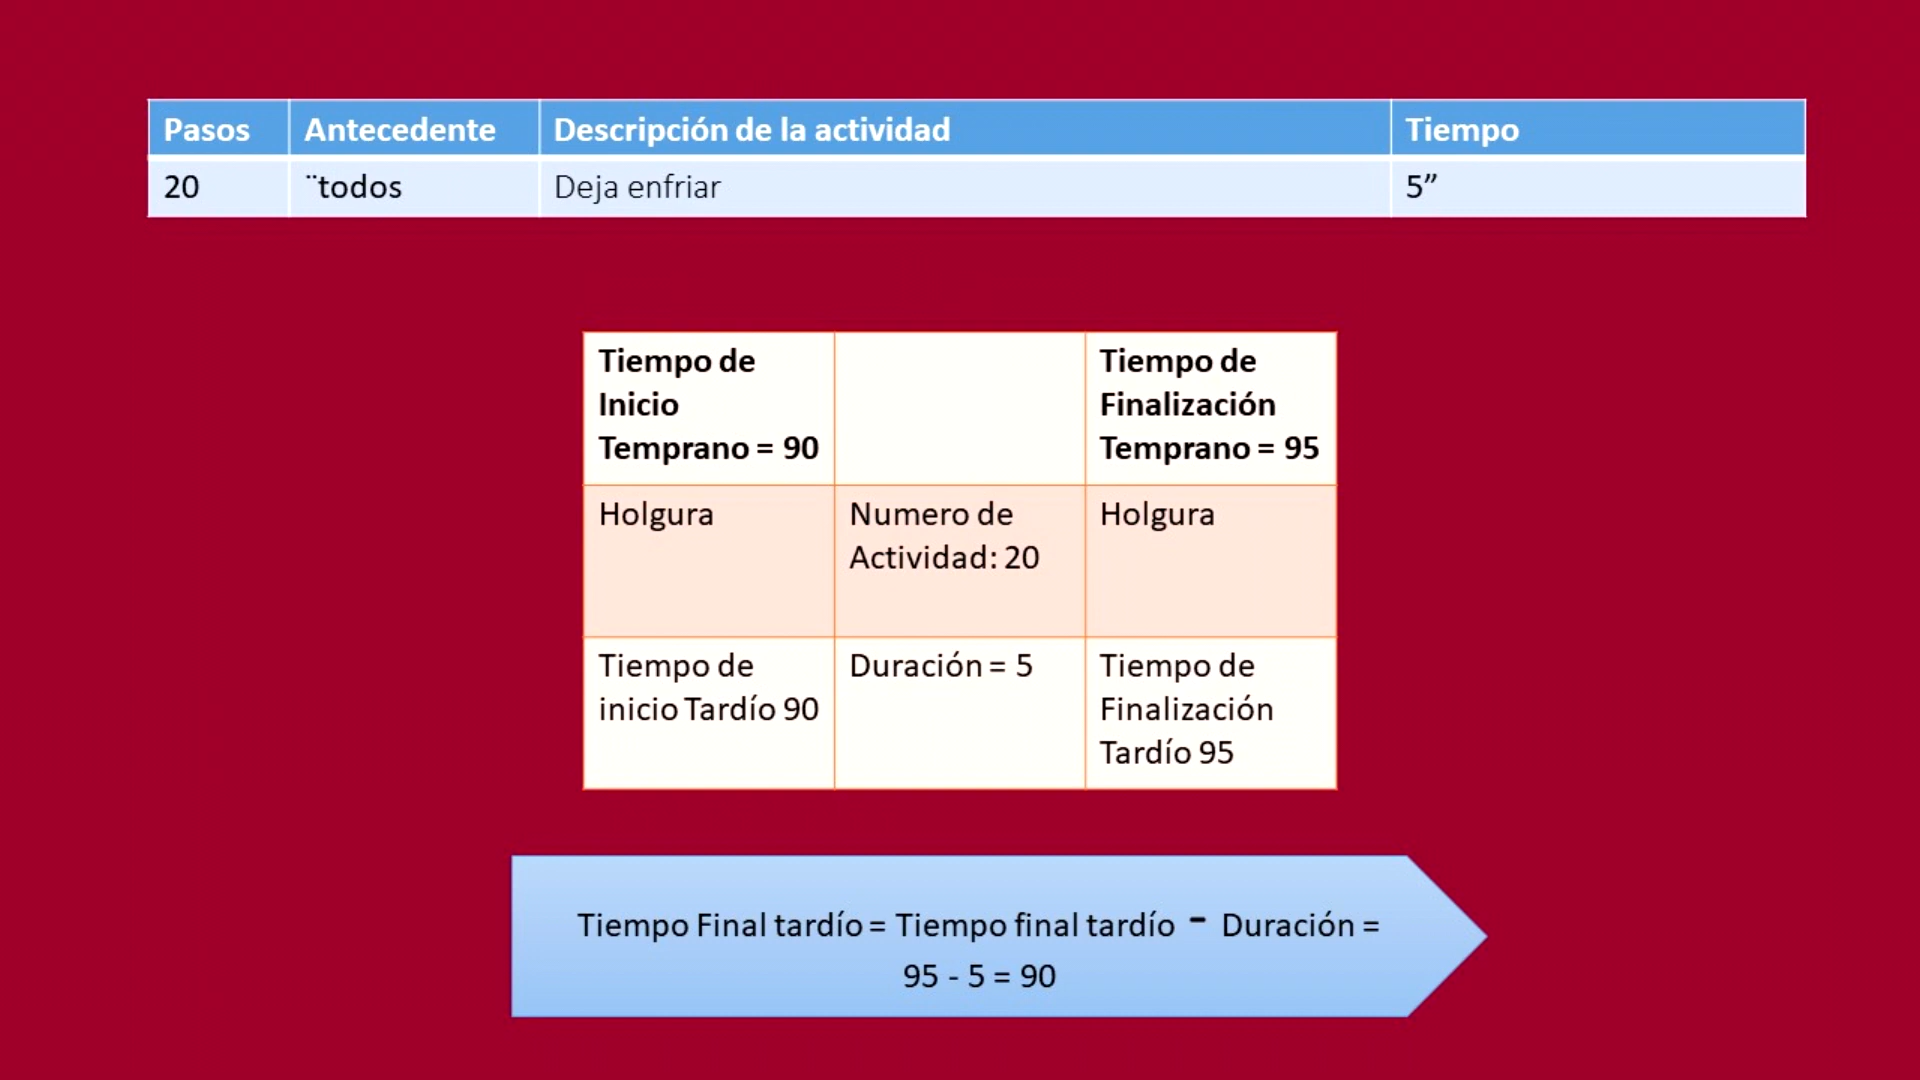 Pasos Antecedente Descripción de la actividad Tiempo
20 ¨todos Deja enfriar 5”
Tiempo de
Inicio
Temprano = 90
Tiempo de
Finalización
Temprano = 95
Holgura
Numero de
Actividad: 20
Holgura
Tiempo de
inicio Tardío 90
Duración = 5
Tiempo de
Finalización
Tardío 95
Tiempo Final tardío = Tiempo final tardío - Duración =
95 - 5 = 90